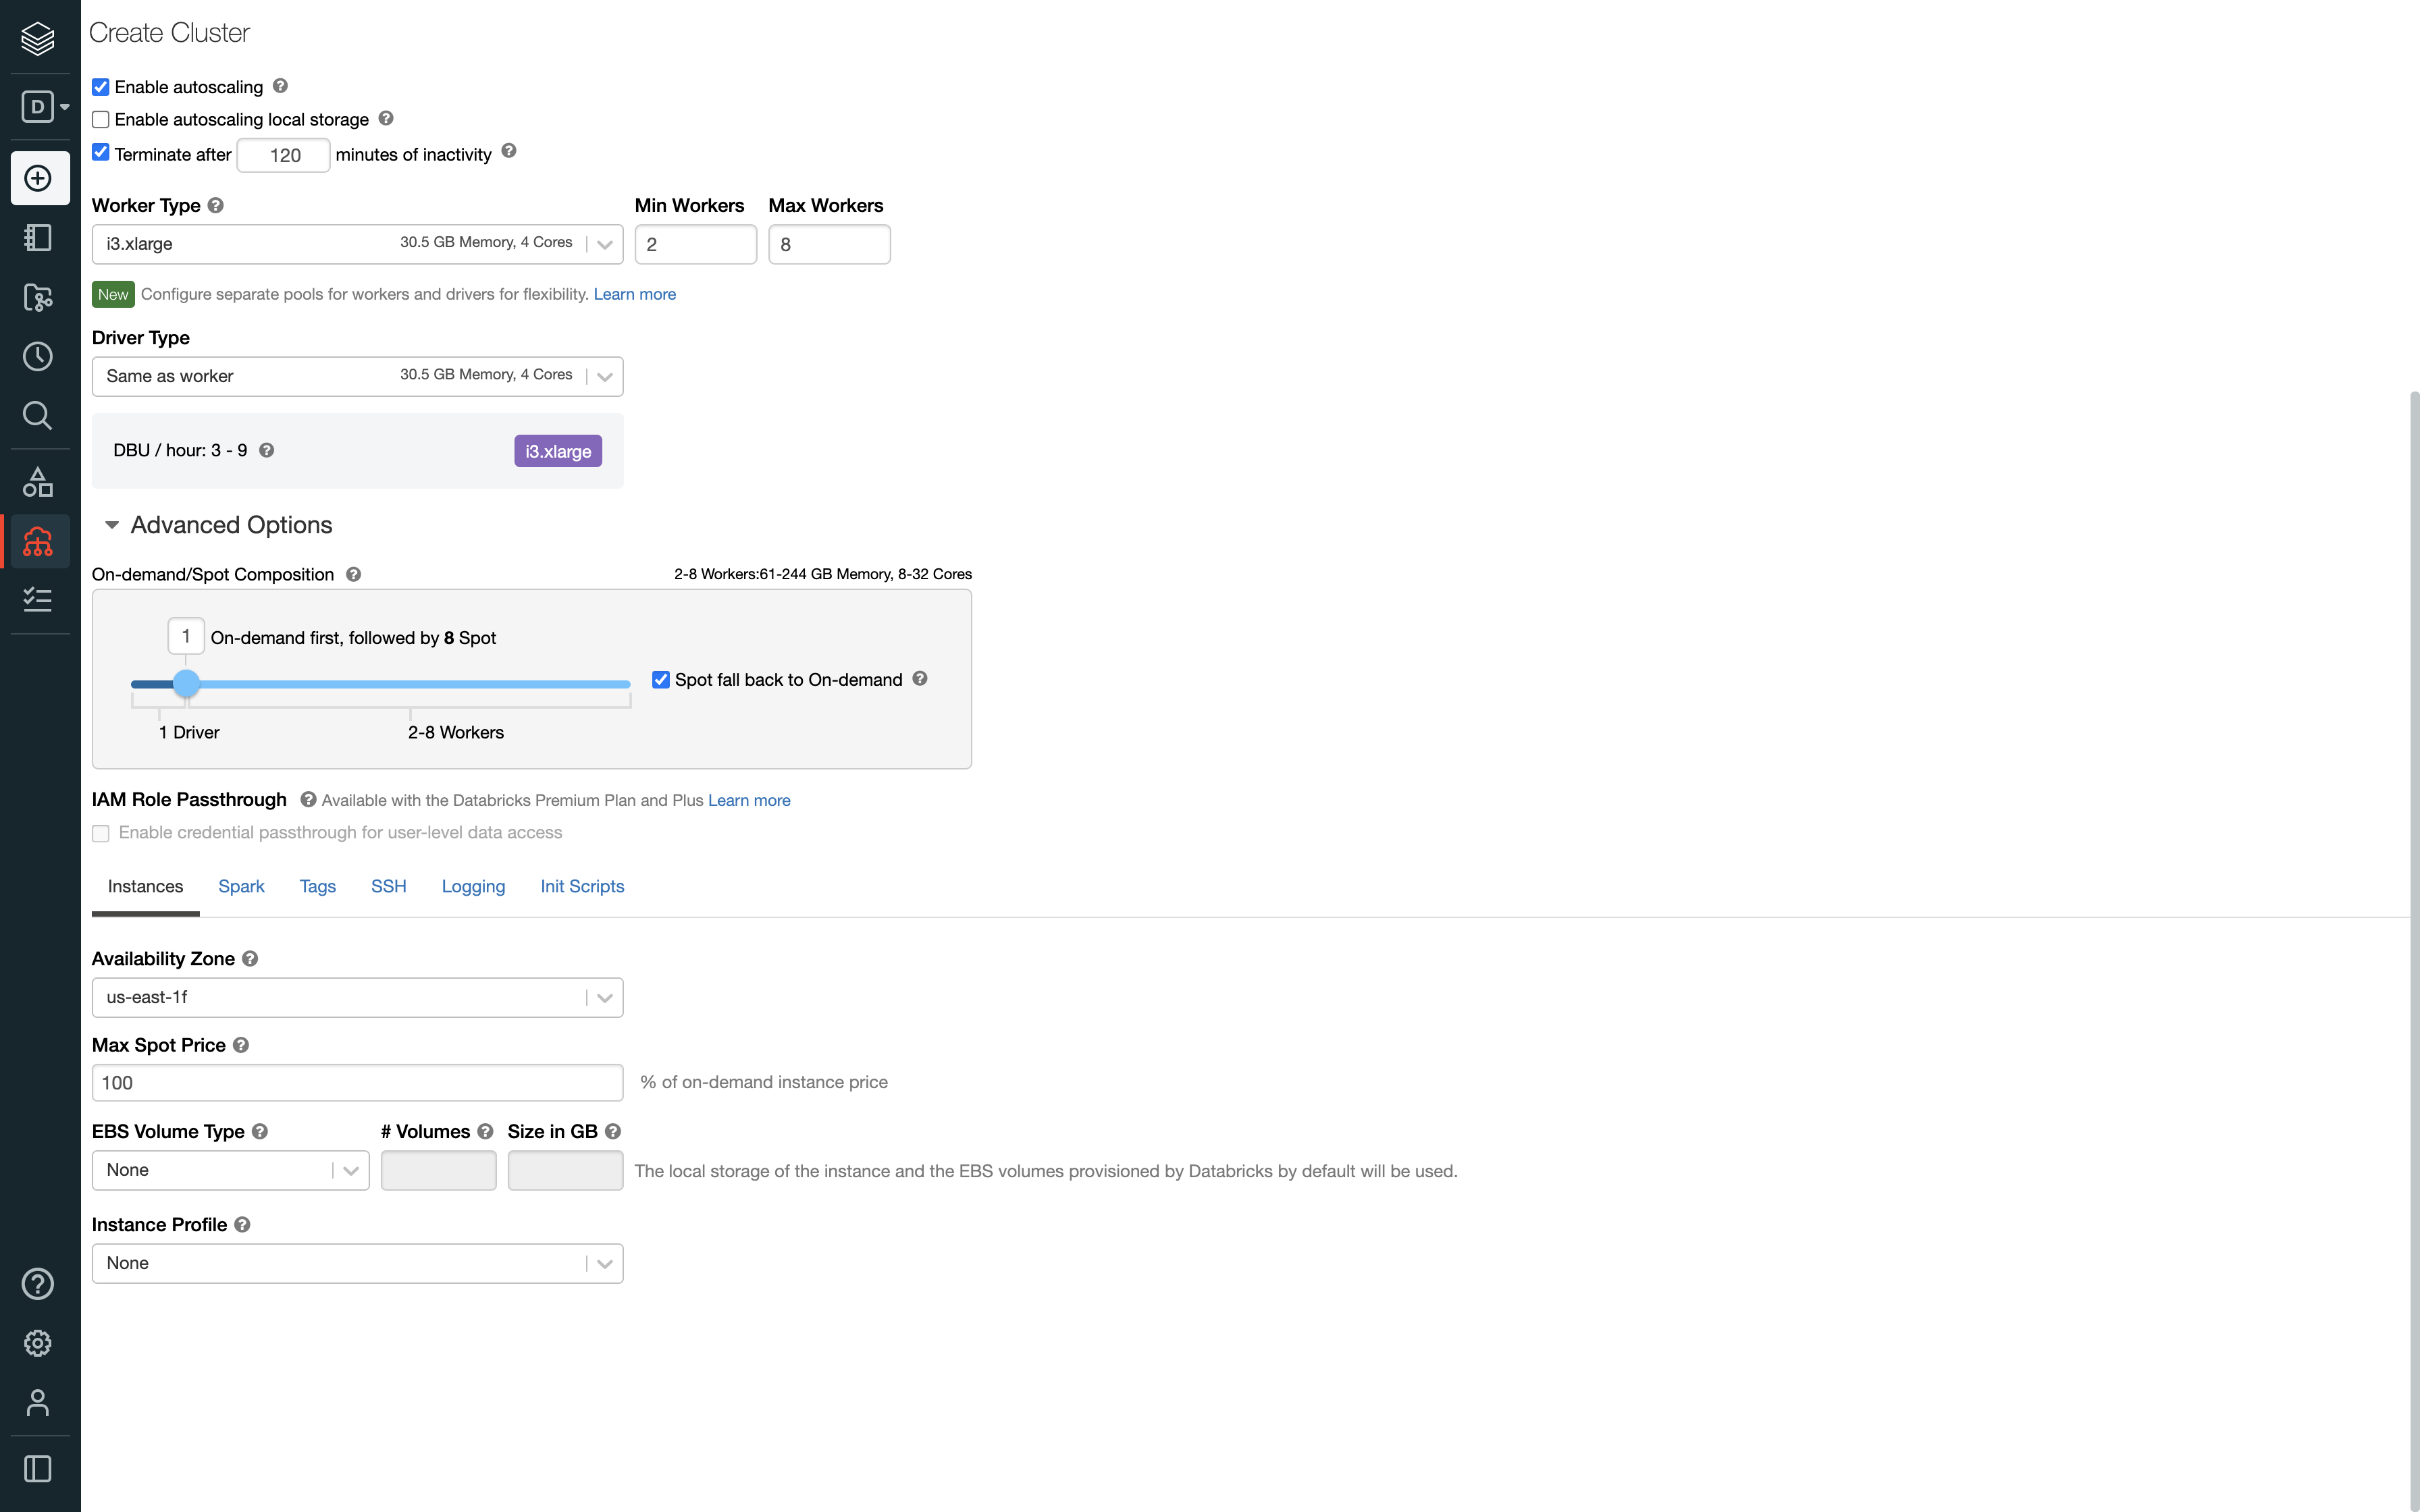 Create Cluster
D
Enable autoscaling
Enable autoscaling local storage
Terminate after 120 minutes of inactivity
Worker Type Min Workers Max Workers
i3.xlarge 30.5 GB Memory, 4 Cores 2 8
New Configure separate pools for workers and drivers for flexibility. Learn more
Driver Type
Same as worker 30.5 GB Memory, 4 Cores
DBU / hour: 3 - 9 i3.xlarge
Advanced Options
On-demand/Spot Composition 2-8 Workers:61-244 GB Memory, 8-32 Cores
1 On-demand first, followed by 8 Spot
Spot fall back to On-demand
1 Driver 2-8 Workers
IAM Role Passthrough Available with the Databricks Premium Plan and Plus Learn more
Enable credential passthrough for user-level data access
Instances Spark Tags SSH Logging Init Scripts
Availability Zone
us-east-1f
Max Spot Price
100 % of on-demand instance price
EBS Volume Type # Volumes Size in GB
None The local storage of the instance and the EBS volumes provisioned by Databricks by default will be used.
Instance Profile
None